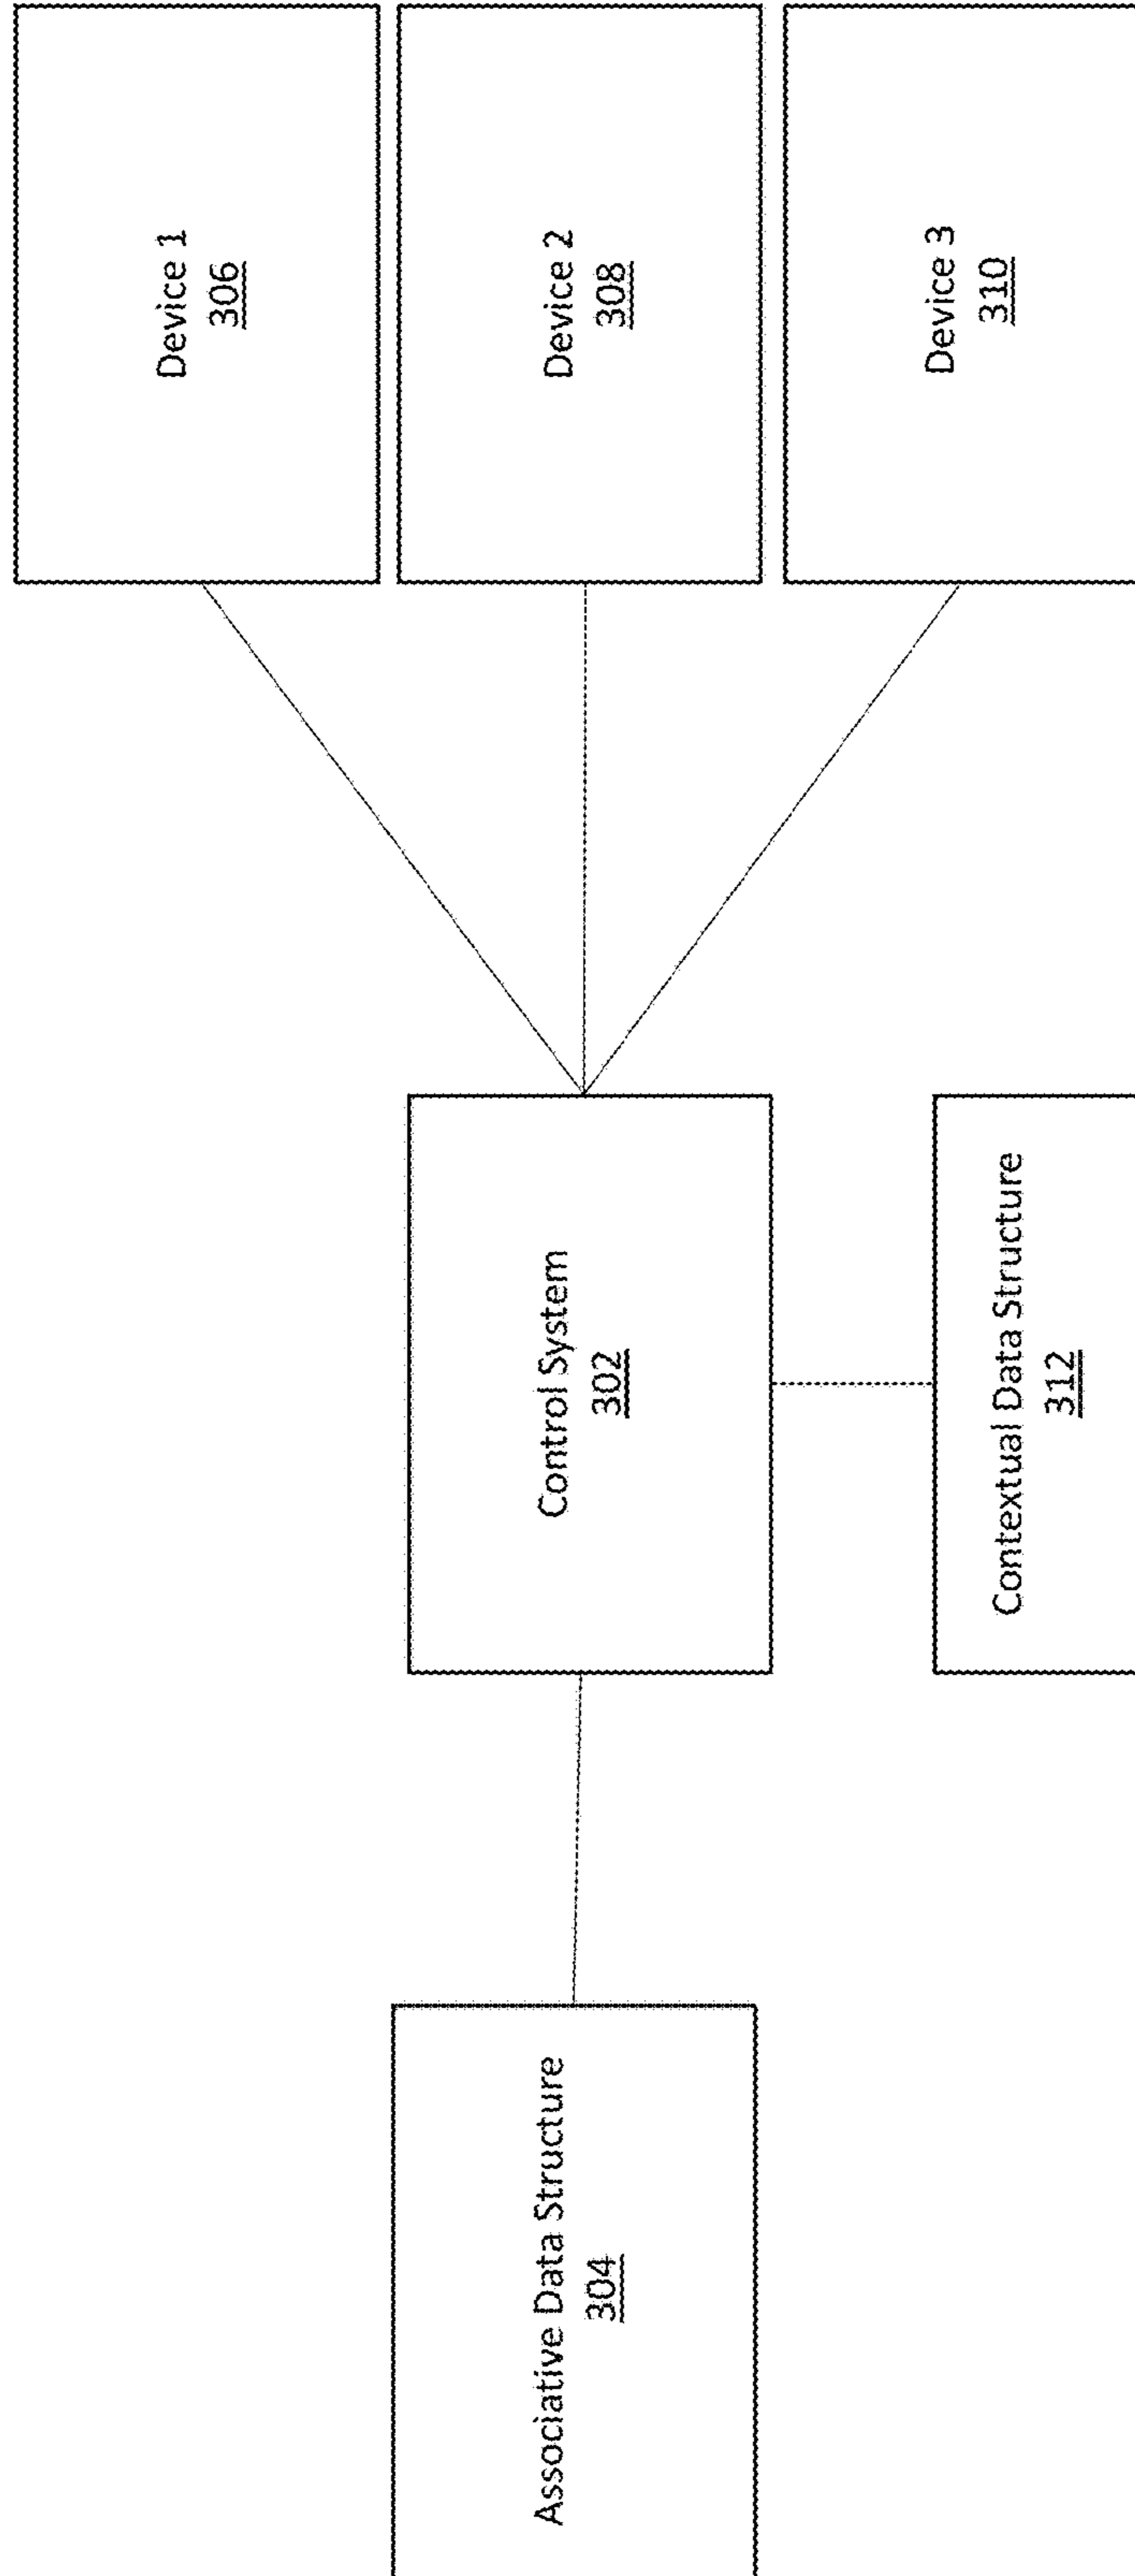 Associative Data Structure
304
Control System
302
Contextual Data Structure
312
Device 1
306
Device 2
308
Device 3
310